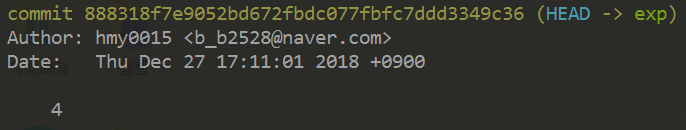 commit 888318f7e9052bd672fbdc077fbfc7ddd3349c36 (HEAD -> exp)
Author: hmy0015 <b_b2528@naver.com>
Date:   Thu Dec 27 17:11:01 2018 +0900
4